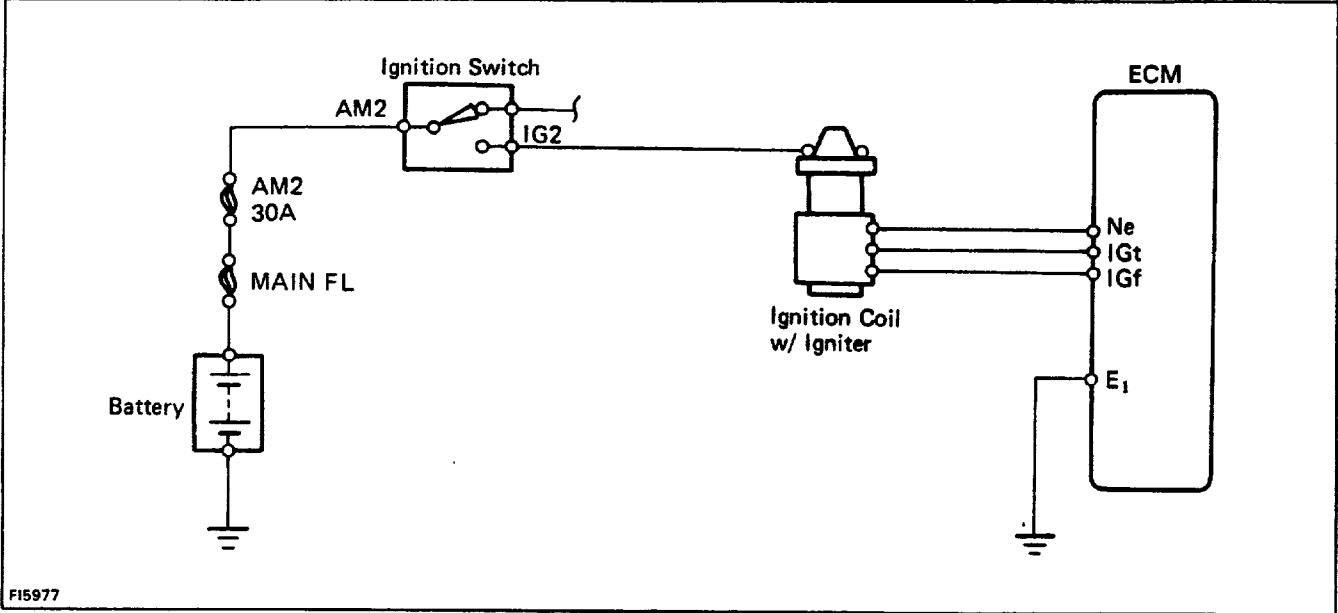 Ignition Switch
ECM
AM2
IG2
AM2
30A
MAIN FL
Ne
IGt
IGf
Ignition Coil
w/ Igniter
E₁
Battery
FI5977